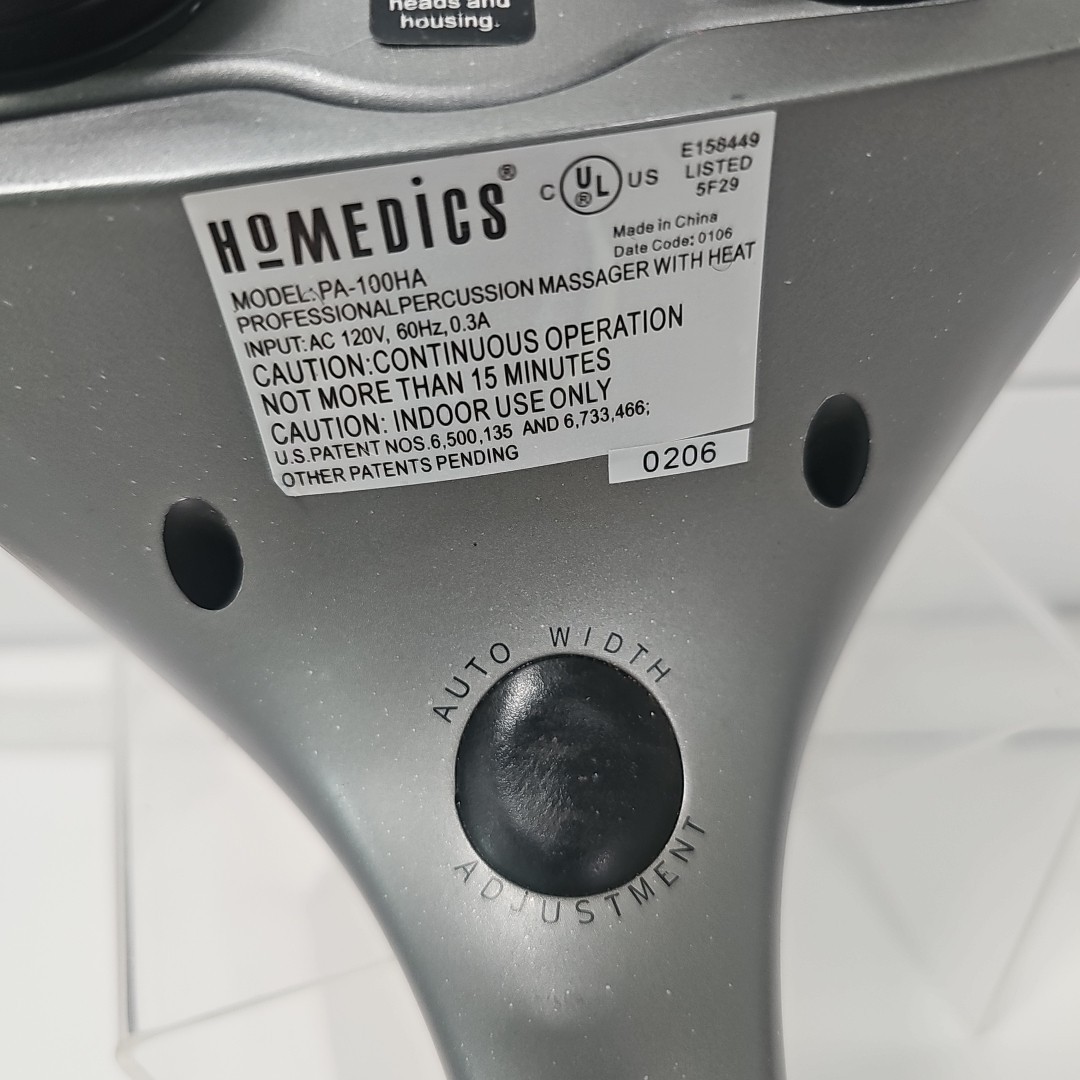 heads and
housing.
HoMEDiCS®
C UL® US
E158449
LISTED
5F29
Made in China
Date Code: 0106
MODEL: PA-100HA
PROFESSIONAL PERCUSSION MASSAGER WITH HEAT
INPUT: AC 120V, 60Hz, 0.3A
CAUTION: CONTINUOUS OPERATION
NOT MORE THAN 15 MINUTES
CAUTION: INDOOR USE ONLY
U.S. PATENT NOS. 6,500,135 AND 6,733,466;
OTHER PATENTS PENDING
0206
AUTO WIDTH
ADJUSTMENT